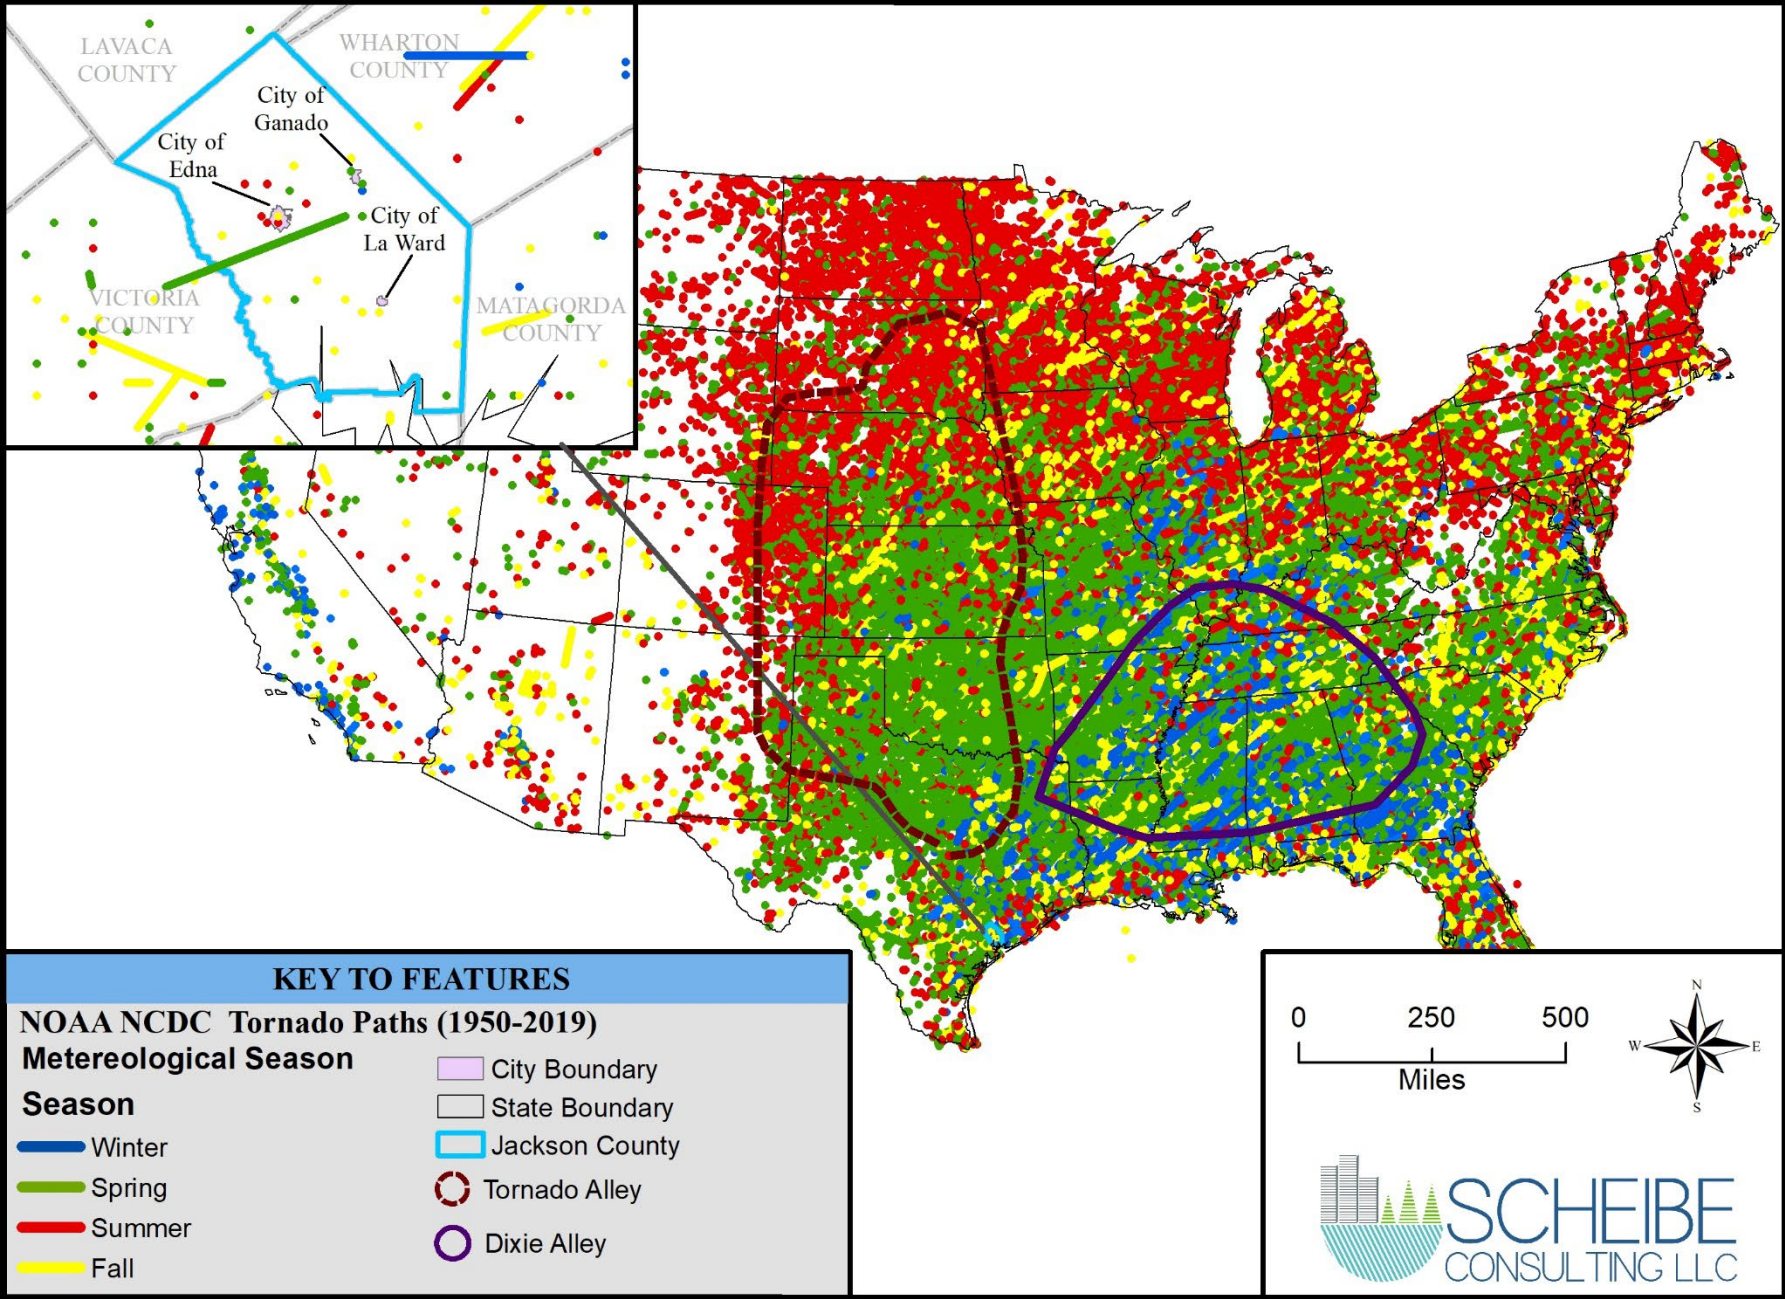 LAVACA
COUNTY
WHARTON
COUNTY
City of
Ganado
City of
Edna
City of
La Ward
VICTORIA
COUNTY
MATAGORDA
COUNTY
KEY TO FEATURES
NOAA NCDC Tornado Paths (1950-2019)
Metereological Season
Season
Winter
Spring
Summer
Fall
City Boundary
State Boundary
Jackson County
Tornado Alley
Dixie Alley
0 250 500
Miles
N
W E
S
SCHEIBE
CONSULTING LLC